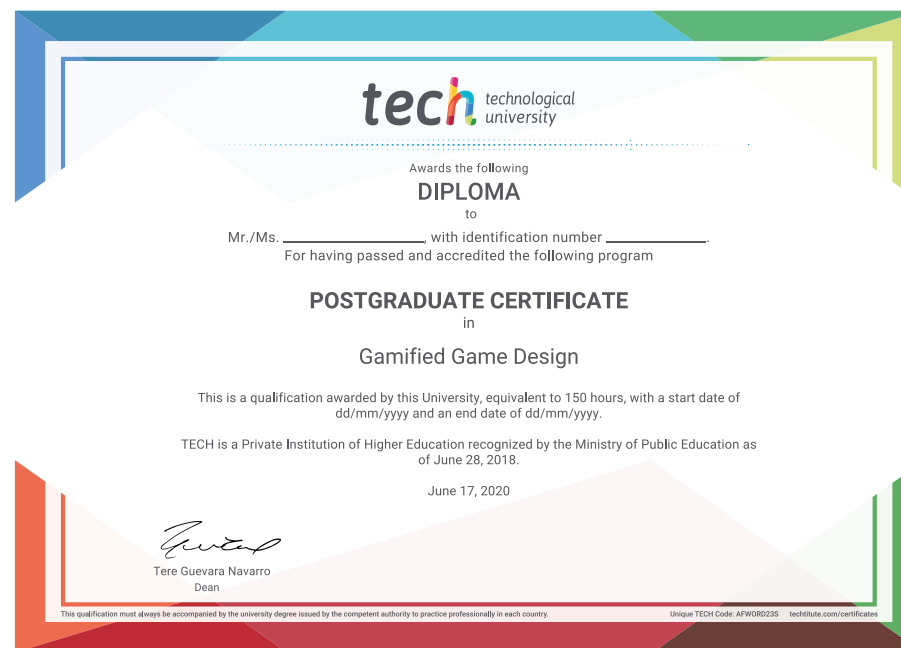 tech technological
university
Awards the following
DIPLOMA
to
Mr./Ms. ____________, with identification number ____________.
For having passed and accredited the following program
POSTGRADUATE CERTIFICATE
in
Gamified Game Design
This is a qualification awarded by this University, equivalent to 150 hours, with a start date of
dd/mm/yyyy and an end date of dd/mm/yyyy.
TECH is a Private Institution of Higher Education recognized by the Ministry of Public Education as
of June 28, 2018.
June 17, 2020
Tere Guevara Navarro
Dean
This qualification must always be accompanied by the university degree issued by the competent authority to practice professionally in each country. Unique TECH Code: AFWORD23S techtitute.com/certificates